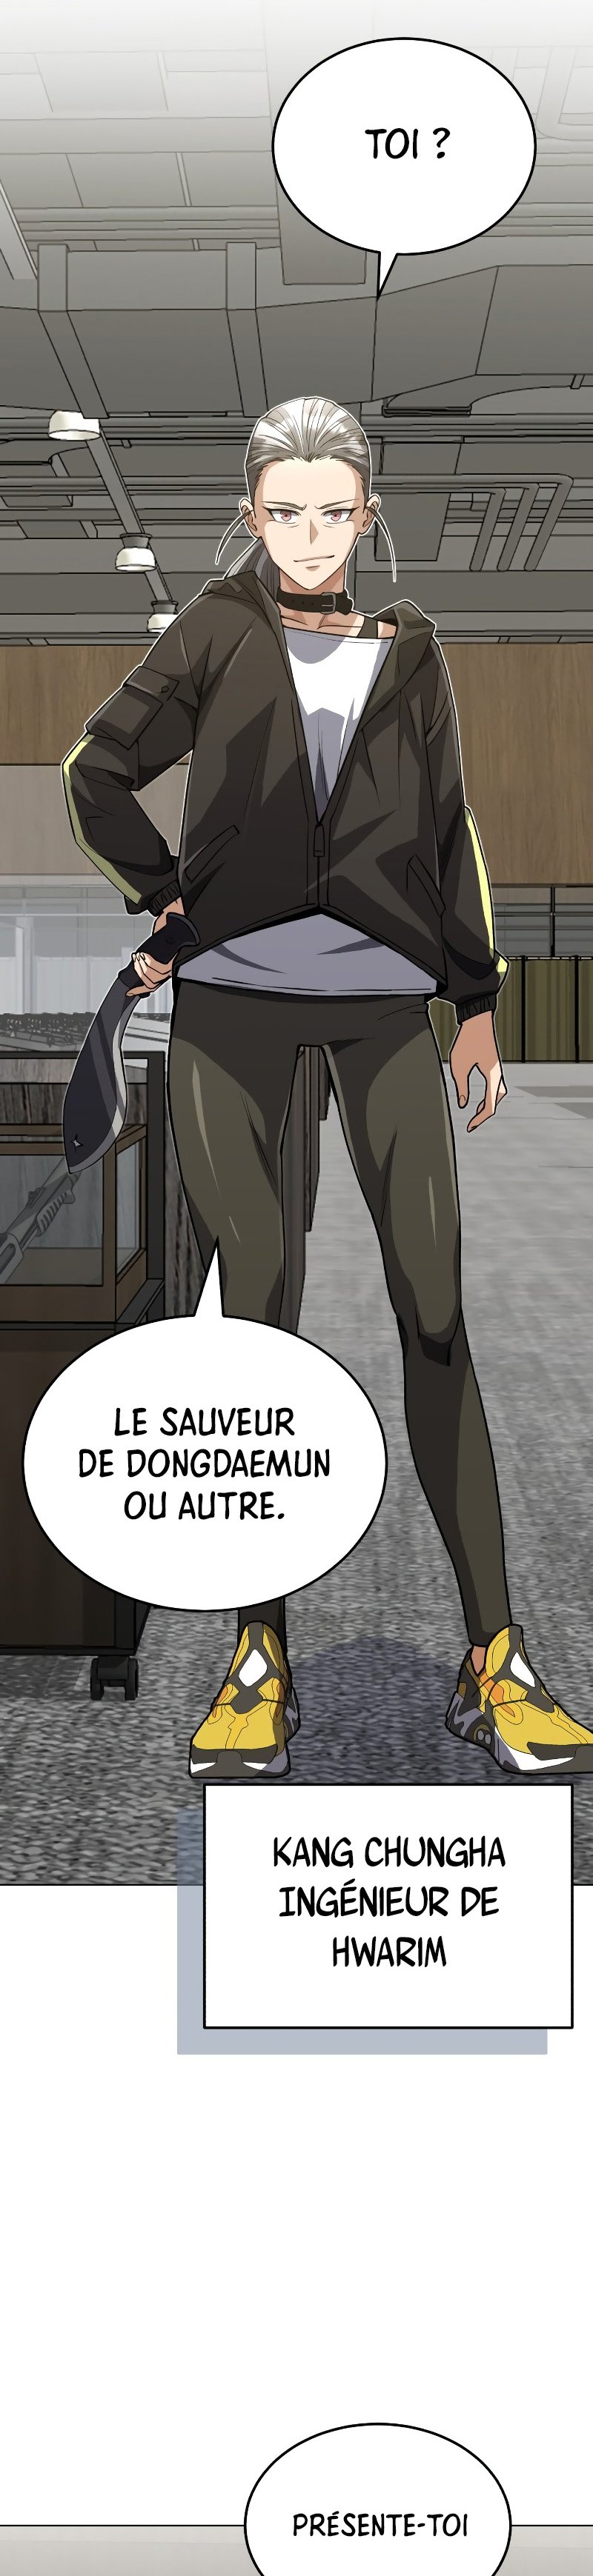 TOI ?
LE SAUVEUR
DE DONGDAEMUN
OU AUTRE.
KANG CHUNGHA
INGÉNIEUR DE
HWARIM
PRÉSENTE-TOI